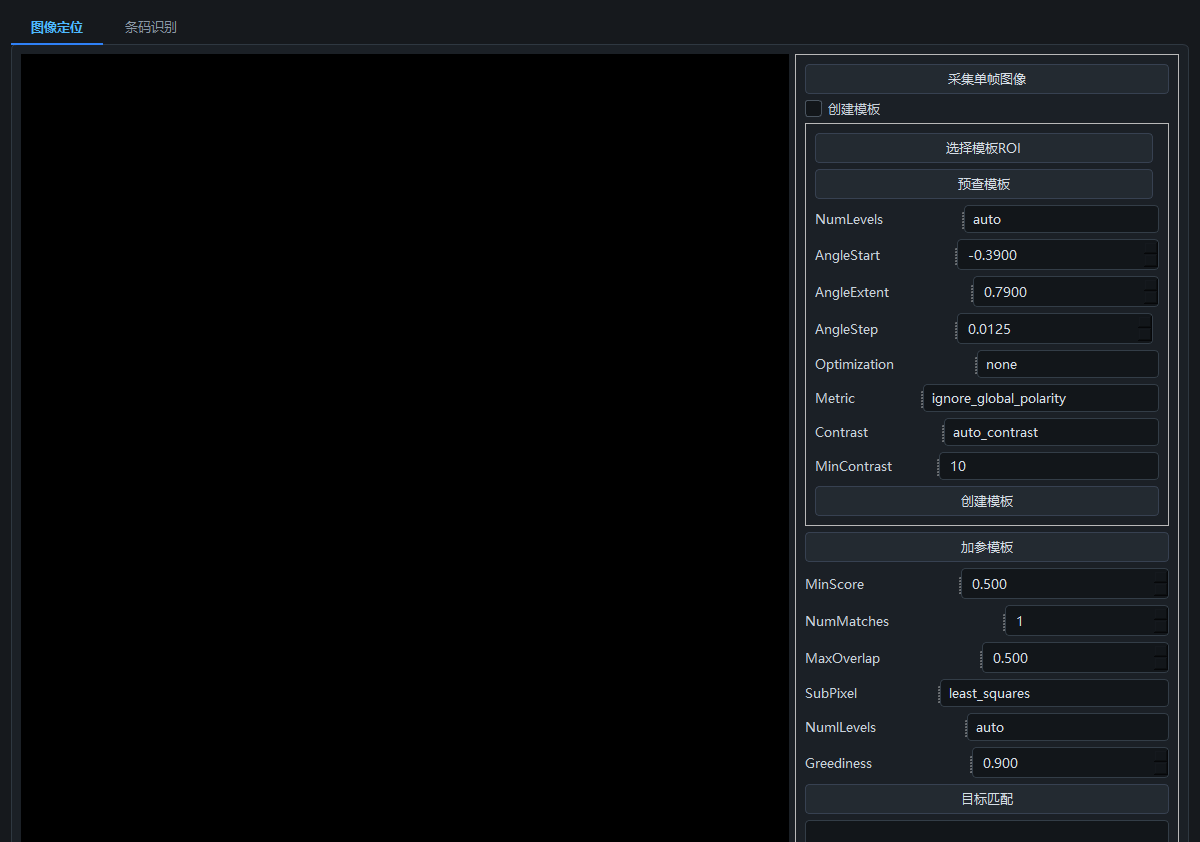 图像定位 条码识别
采集单帧图像
创建模板
选择模板ROI
预查模板
NumLevels auto
AngleStart -0.3900
AngleExtent 0.7900
AngleStep 0.0125
Optimization none
Metric ignore_global_polarity
Contrast auto_contrast
MinContrast 10
创建模板
加参模板
MinScore 0.500
NumMatches 1
MaxOverlap 0.500
SubPixel least_squares
NumlLevels auto
Greediness 0.900
目标匹配